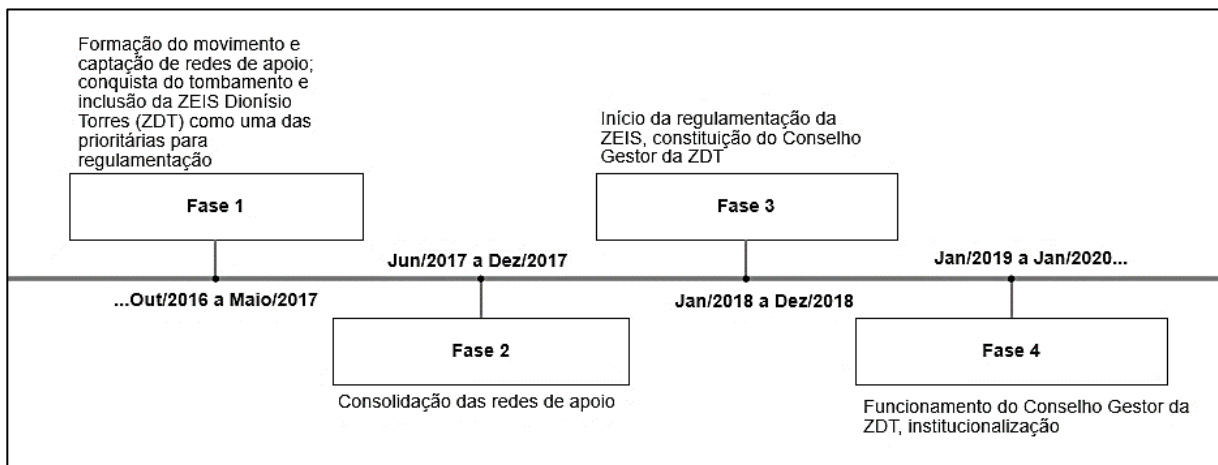 Formação do movimento e
captação de redes de apoio;
conquista do tombamento e
inclusão da ZEIS Dionísio
Torres (ZDT) como uma das
prioritárias para
regulamentação
Fase 1
...Out/2016 a Maio/2017
Jun/2017 a Dez/2017
Fase 2
Consolidação das redes de apoio
Início da regulamentação da
ZEIS, constituição do Conselho
Gestor da ZDT
Fase 3
Jan/2018 a Dez/2018
Jan/2019 a Jan/2020...
Fase 4
Funcionamento do Conselho Gestor da
ZDT, institucionalização